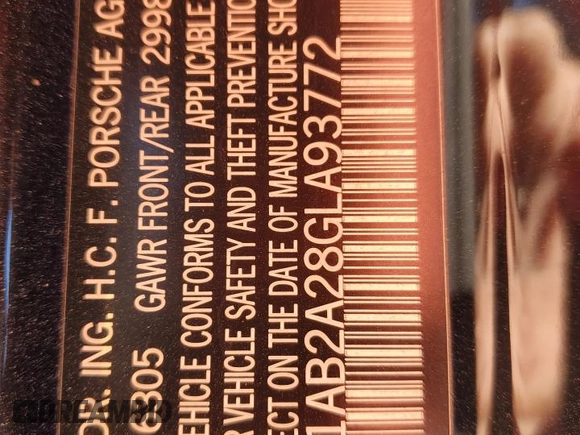 ING. H.C. F. PORSCHE AG
GAWR FRONT/REAR 299
VEHICLE CONFORMS TO ALL APPLICABLE
VEHICLE SAFETY AND THEFT PREVENTIO
ECT ON THE DATE OF MANUFACTURE SHO
1AB2A28GLA93772